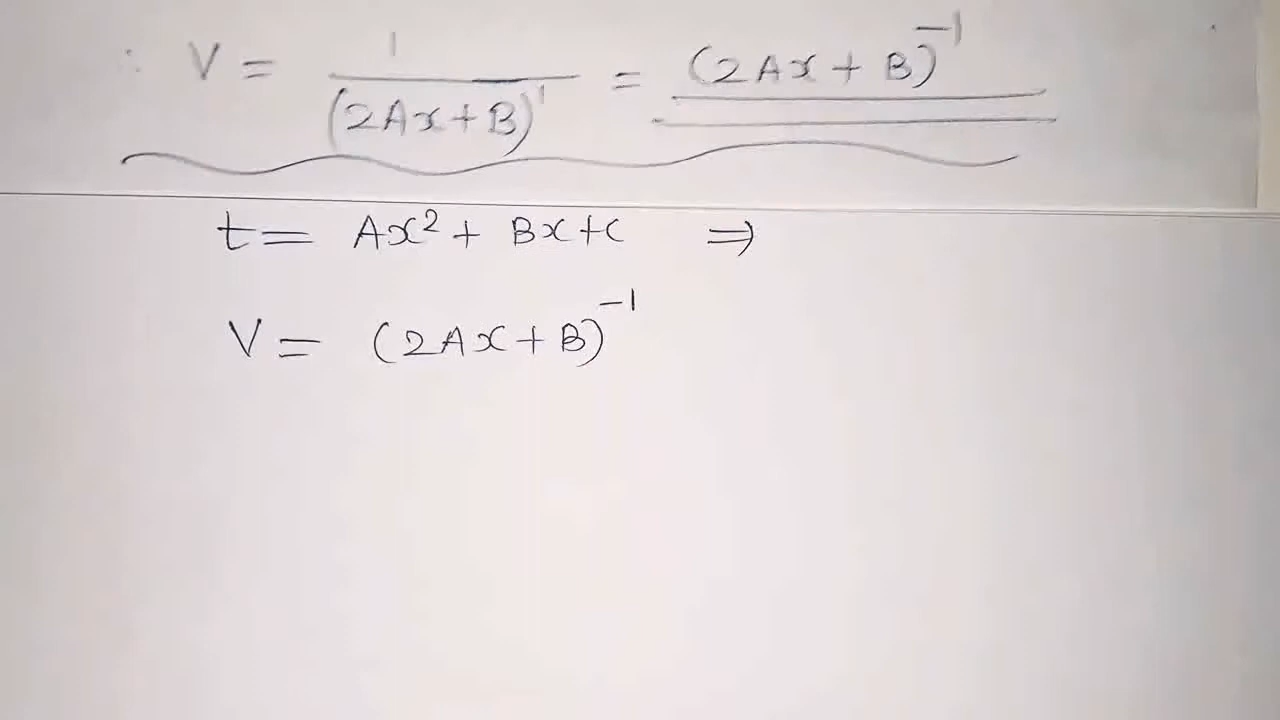 ∴ V = 1/(2Ax+B)¹ = (2Ax + B)⁻¹
t = Ax² + Bx + C ⇒
V = (2Ax + B)⁻¹